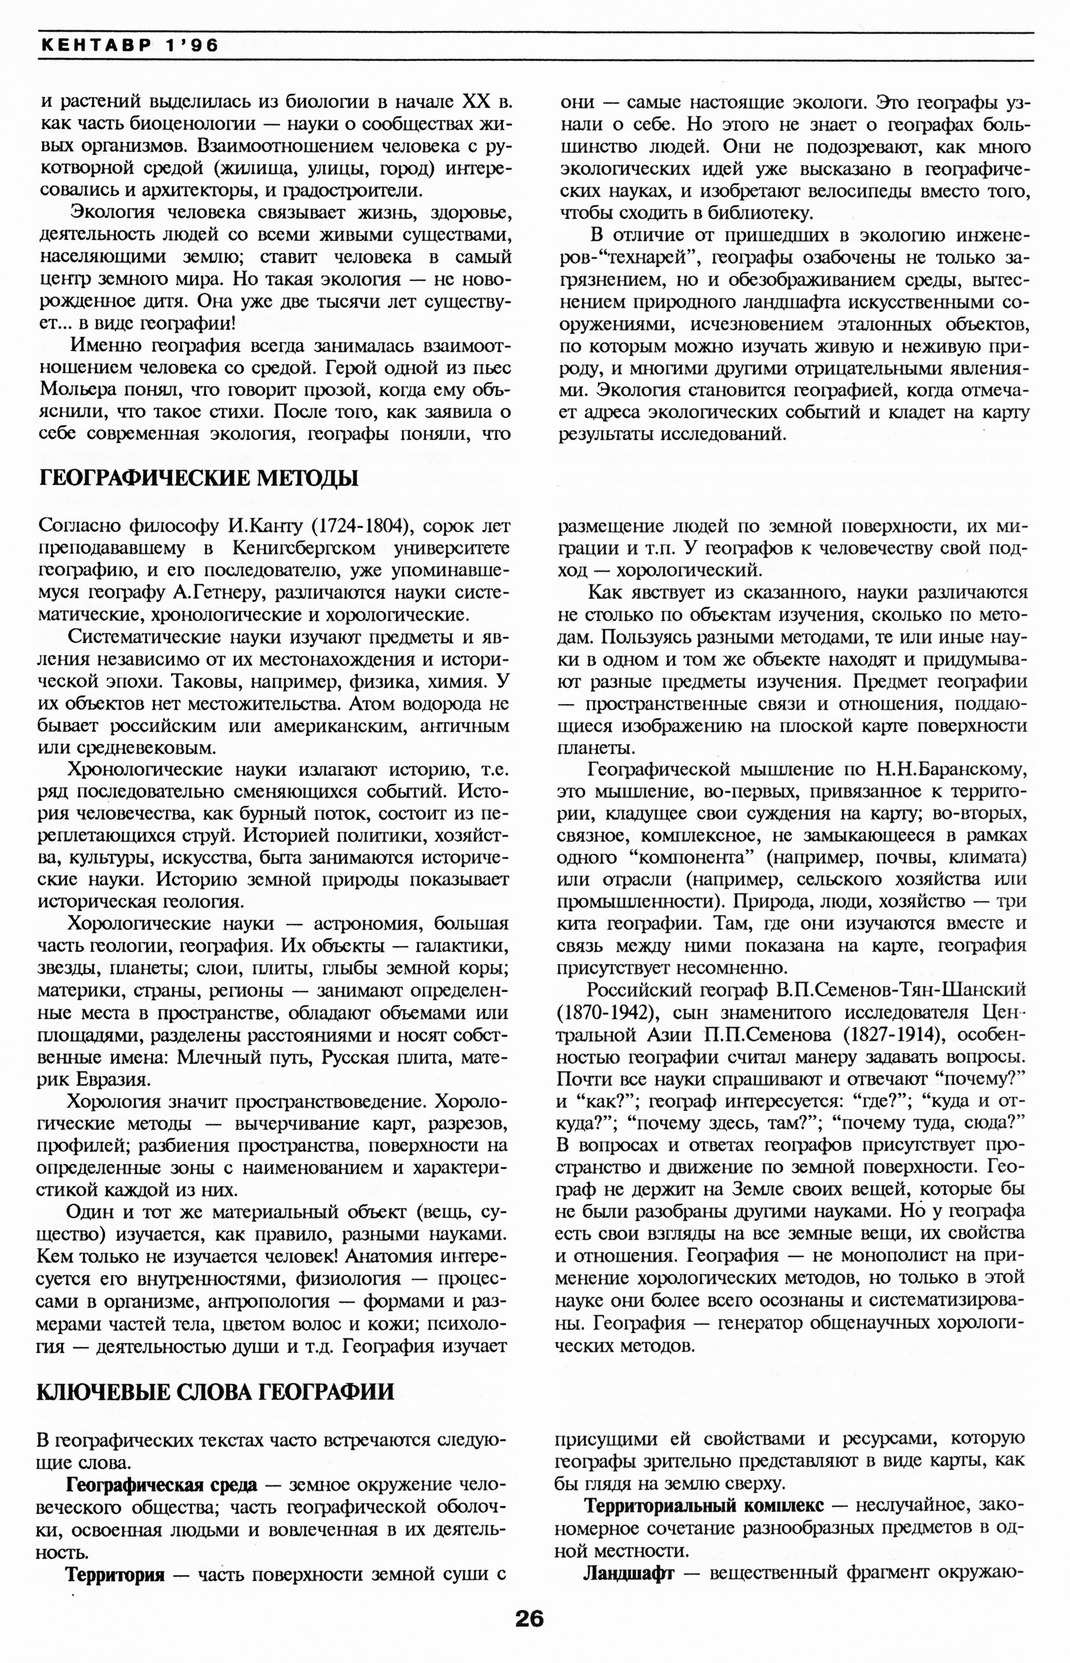 КЕНТАВР 1’96
и растений выделилась из биологии в начале XX в.
как часть биоценологии — науки о сообществах жи-
вых организмов. Взаимоотношением человека с ру-
котворной средой (жилища, улицы, город) интере-
совались и архитекторы, и градостроители.
Экология человека связывает жизнь, здоровье,
деятельность людей со всеми живыми существами,
населяющими землю; ставит человека в самый
центр земного мира. Но такая экология — не ново-
рожденное дитя. Она уже две тысячи лет существу-
ет... в виде географии!
Именно география всегда занималась взаимоот-
ношением человека со средой. Герой одной из пьес
Мольера понял, что говорит прозой, когда ему объ-
яснили, что такое стихи. После того, как заявила о
себе современная экология, географы поняли, что
они — самые настоящие экологи. Это географы уз-
нали о себе. Но этого не знает о географах боль-
шинство людей. Они не подозревают, как много
экологических идей уже высказано в географиче-
ских науках, и изобретают велосипеды вместо того,
чтобы сходить в библиотеку.
В отличие от пришедших в экологию инжене-
ров-“технарей”, географы озабочены не только за-
грязнением, но и обезображиванием среды, вытес-
нением природного ландшафта искусственными со-
оружениями, исчезновением эталонных объектов,
по которым можно изучать живую и неживую при-
роду, и многими другими отрицательными явления-
ми. Экология становится географией, когда отмеча-
ет адреса экологических событий и кладет на карту
результаты исследований.
ГЕОГРАФИЧЕСКИЕ МЕТОДЫ
Согласно философу И.Канту (1724-1804), сорок лет
преподававшему в Кенигсбергском университете
географию, и его последователю, уже упоминавше-
муся географу А.Гетнеру, различаются науки систе-
матические, хронологические и хорологические.
Систематические науки изучают предметы и яв-
ления независимо от их местонахождения и истори-
ческой эпохи. Таковы, например, физика, химия. У
их объектов нет местожительства. Атом водорода не
бывает российским или американским, античным
или средневековым.
Хронологические науки излагают историю, т.е.
ряд последовательно сменяющихся событий. Исто-
рия человечества, как бурный поток, состоит из пе-
реплетающихся струй. Историей политики, хозяйст-
ва, культуры, искусства, быта занимаются историче-
ские науки. Историю земной природы показывает
историческая геология.
Хорологические науки — астрономия, большая
часть геологии, география. Их объекты — галактики,
звезды, планеты; слои, плиты, глыбы земной коры;
материки, страны, регионы — занимают определен-
ные места в пространстве, обладают объемами или
площадями, разделены расстояниями и носят собст-
венные имена: Млечный путь, Русская плита, мате-
рик Евразия.
Хорология значит пространствоведение. Хороло-
гические методы — вычерчивание карт, разрезов,
профилей; разбиения пространства, поверхности на
определенные зоны с наименованием и характери-
стикой каждой из них.
Один и тот же материальный объект (вещь, су-
щество) изучается, как правило, разными науками.
Кем только не изучается человек! Анатомия интере-
суется его внутренностями, физиология — процес-
сами в организме, антропология — формами и раз-
мерами частей тела, цветом волос и кожи; психоло-
гия — деятельностью души и т.д. География изучает
размещение людей по земной поверхности, их ми-
грации и т.п. У географов к человечеству свой под-
ход — хорологический.
Как явствует из сказанного, науки различаются
не столько по объектам изучения, сколько по мето-
дам. Пользуясь разными методами, те или иные нау-
ки в одном и том же объекте находят и придумыва-
ют разные предметы изучения. Предмет географии
— пространственные связи и отношения, поддаю-
щиеся изображению на плоской карте поверхности
планеты.
Географической мышление по Н.Н.Баранскому,
это мышление, во-первых, привязанное к террито-
рии, кладущее свои суждения на карту; во-вторых,
связное, комплексное, не замыкающееся в рамках
одного “компонента” (например, почвы, климата)
или отрасли (например, сельского хозяйства или
промышленности). Природа, люди, хозяйство — три
кита географии. Там, где они изучаются вместе и
связь между ними показана на карте, география
присутствует несомненно.
Российский географ В.П.Семенов-Тян-Шанский
(1870-1942), сын знаменитого исследователя Цен-
тральной Азии П.П.Семенова (1827-1914), особен-
ностью географии считал манеру задавать вопросы.
Почти все науки спрашивают и отвечают “почему?”
и “как?”; географ интересуется: “где?”; “куда и от-
куда?”; “почему здесь, там?”; “почему туда, сюда?”
В вопросах и ответах географов присутствует про-
странство и движение по земной поверхности. Гео-
граф не держит на Земле своих вещей, которые бы
не были разобраны другими науками. Но у географа
есть свои взгляды на все земные вещи, их свойства
и отношения. География — не монополист на при-
менение хорологических методов, но только в этой
науке они более всего осознаны и систематизирова-
ны. География — генератор общенаучных хорологи-
ческих методов.
КЛЮЧЕВЫЕ СЛОВА ГЕОГРАФИИ
В географических текстах часто встречаются следую-
щие слова.
Географическая среда — земное окружение чело-
веческого общества; часть географической оболоч-
ки, освоенная людьми и вовлеченная в их деятель-
ность.
Территория — часть поверхности земной суши с
присущими ей свойствами и ресурсами, которую
географы зрительно представляют в виде карты, как
бы глядя на землю сверху.
Территориальный комплекс — неслучайное, зако-
номерное сочетание разнообразных предметов в од-
ной местности.
Ландшафт — вещественный фрагмент окружаю-
26